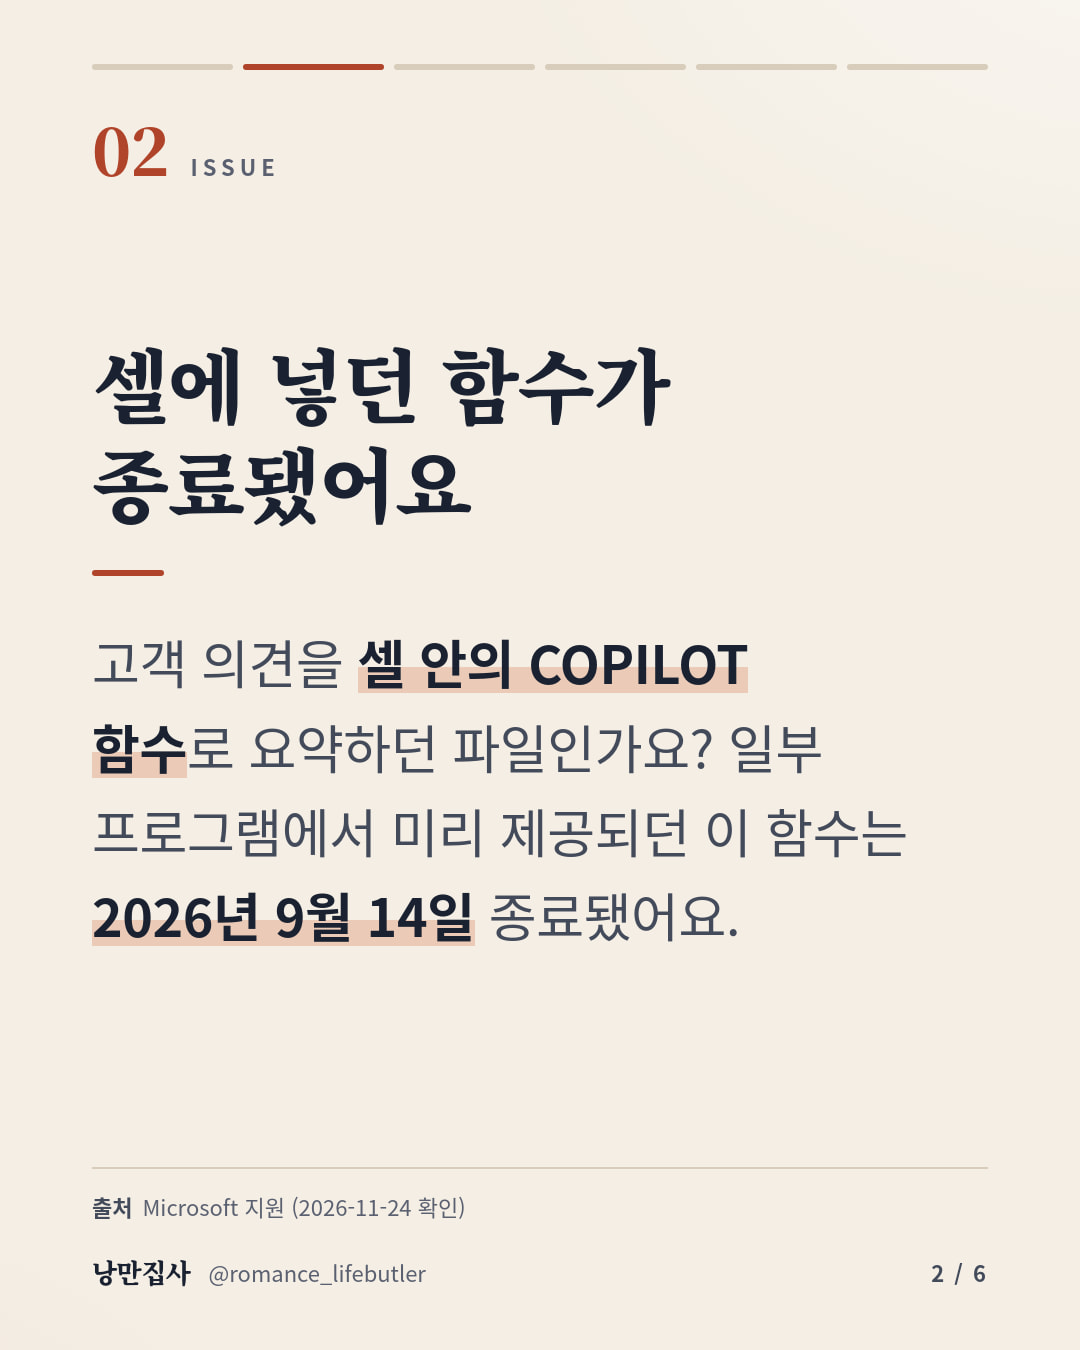 02 ISSUE
셀에 넣던 함수가
종료됐어요
고객 의견을 셀 안의 COPILOT
함수로 요약하던 파일인가요? 일부
프로그램에서 미리 제공되던 이 함수는
2026년 9월 14일 종료됐어요.
출처 Microsoft 지원 (2026-11-24 확인)
낭만집사 @romance_lifebutler
2 / 6